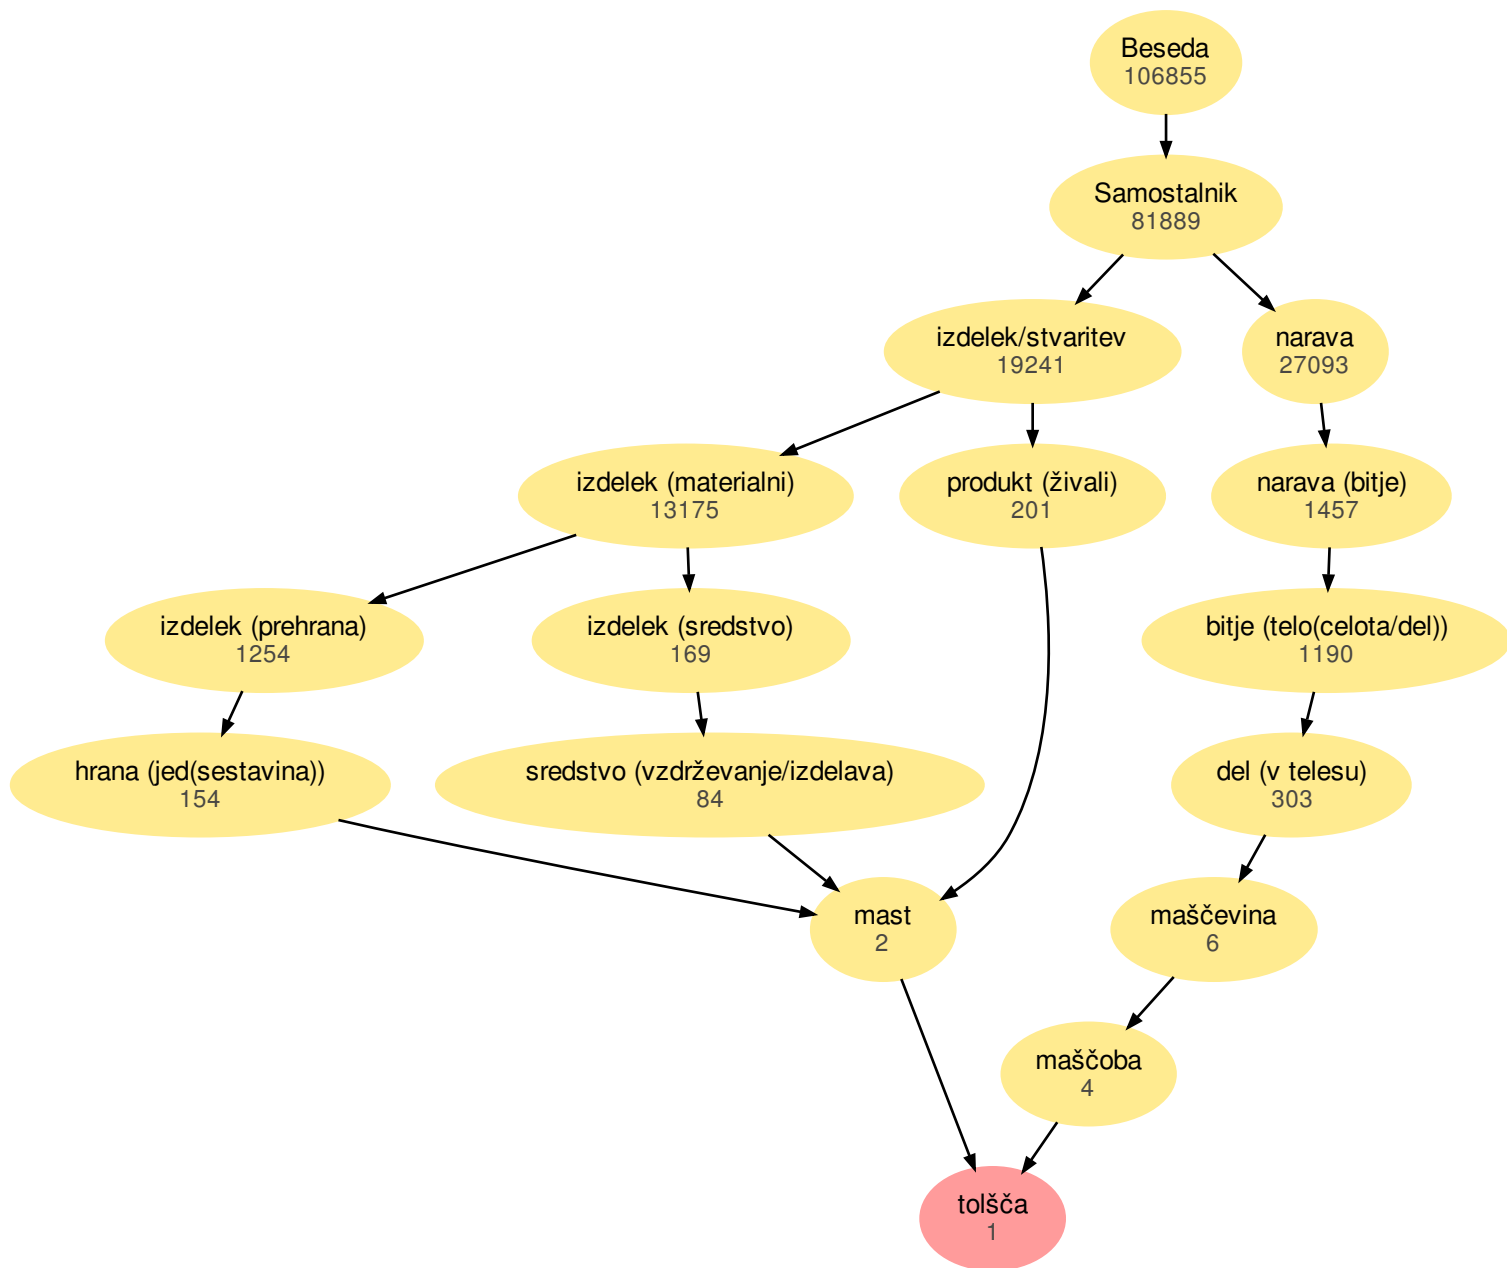 Beseda
106855
Samostalnik
81889
izdelek/stvaritev
19241
narava
27093
izdelek (materialni)
13175
produkt (živali)
201
narava (bitje)
1457
izdelek (prehrana)
1254
izdelek (sredstvo)
169
bitje (telo(celota/del))
1190
hrana (jed(sestavina))
154
sredstvo (vzdrževanje/izdelava)
84
del (v telesu)
303
mast
2
maščevina
6
maščoba
4
tolšča
1